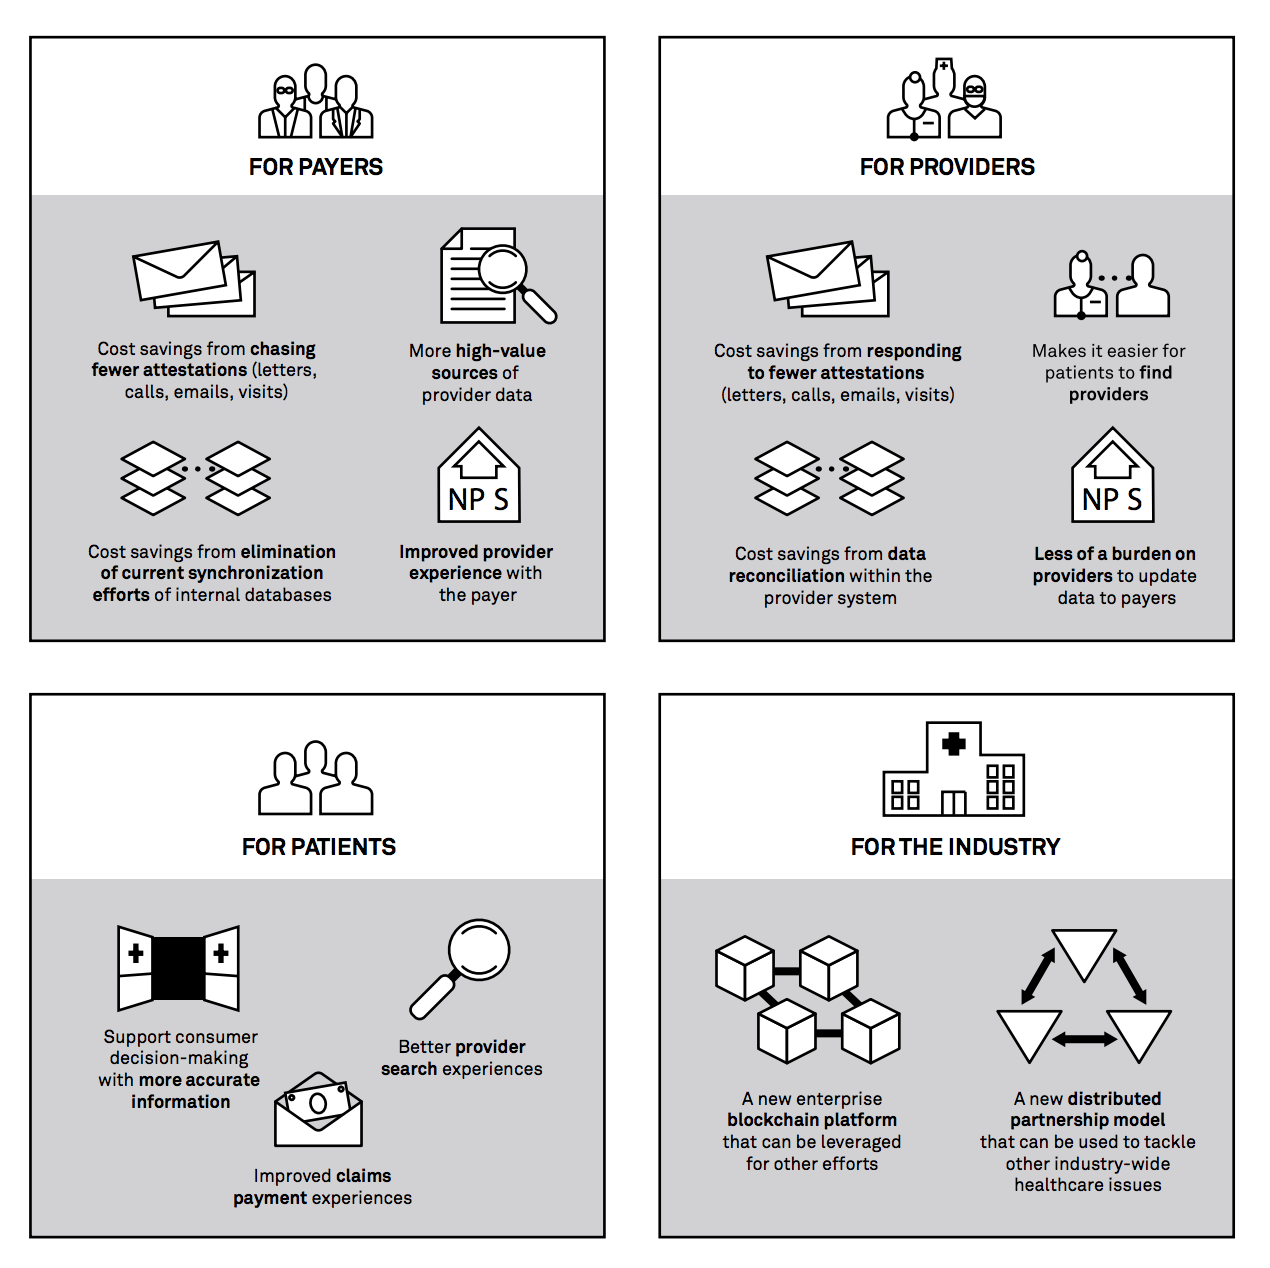 FOR PAYERS
Cost savings from chasing
fewer attestations (letters,
calls, emails, visits)
More high-value
sources of
provider data
NP S
Cost savings from elimination
of current synchronization
efforts of internal databases
Improved provider
experience with
the payer
FOR PROVIDERS
Cost savings from responding
to fewer attestations
(letters, calls, emails, visits)
Makes it easier for
patients to find
providers
NP S
Cost savings from data
reconciliation within the
provider system
Less of a burden on
providers to update
data to payers
FOR PATIENTS
Support consumer
decision-making
with more accurate
information
Better provider
search experiences
Improved claims
payment experiences
FOR THE INDUSTRY
A new enterprise
blockchain platform
that can be leveraged
for other efforts
A new distributed
partnership model
that can be used to tackle
other industry-wide
healthcare issues